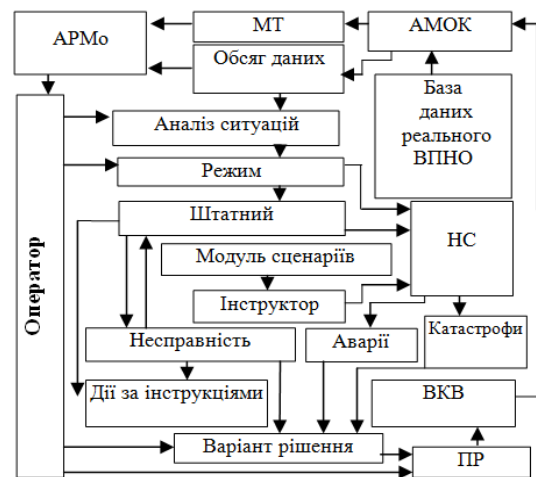 АРМо
МТ
АМОК
Обсяг даних
База
даних
реального
ВПНО
Аналіз ситуацій
Режим
Штатний
НС
Модуль сценаріїв
Інструктор
Оператор
Несправність
Аварії
Катастрофи
Дії за інструкціями
ВКВ
Варіант рішення
ПР